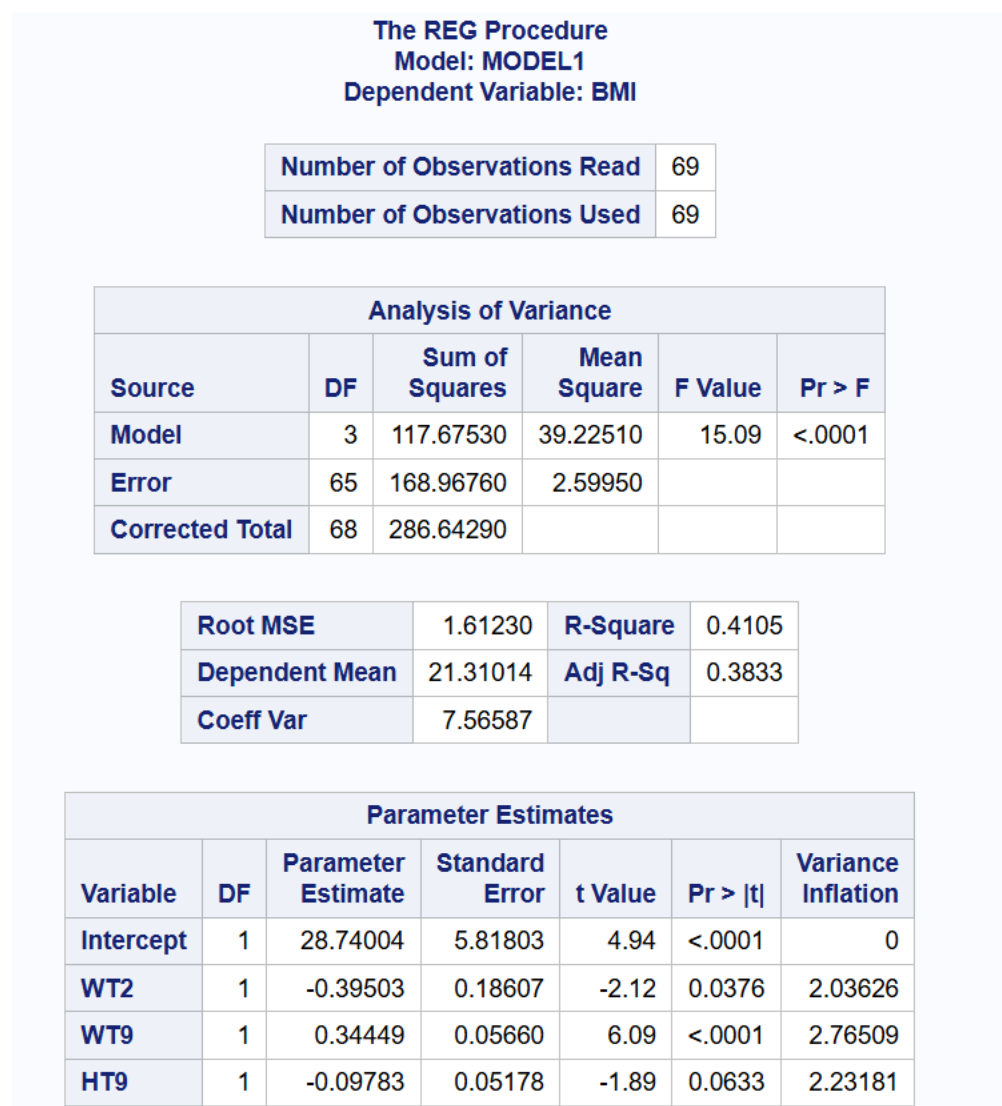 The REG Procedure
Model: MODEL1
Dependent Variable: BMI
Number of Observations Read 69
Number of Observations Used 69
Analysis of Variance
Source DF Sum of Squares Mean Square F Value Pr > F
Model 3 117.67530 39.22510 15.09 <.0001
Error 65 168.96760 2.59950
Corrected Total 68 286.64290
Root MSE 1.61230 R-Square 0.4105
Dependent Mean 21.31014 Adj R-Sq 0.3833
Coeff Var 7.56587
Parameter Estimates
Variable DF Parameter Estimate Standard Error t Value Pr > |t| Variance Inflation
Intercept 1 28.74004 5.81803 4.94 <.0001 0
WT2 1 -0.39503 0.18607 -2.12 0.0376 2.03626
WT9 1 0.34449 0.05660 6.09 <.0001 2.76509
HT9 1 -0.09783 0.05178 -1.89 0.0633 2.23181